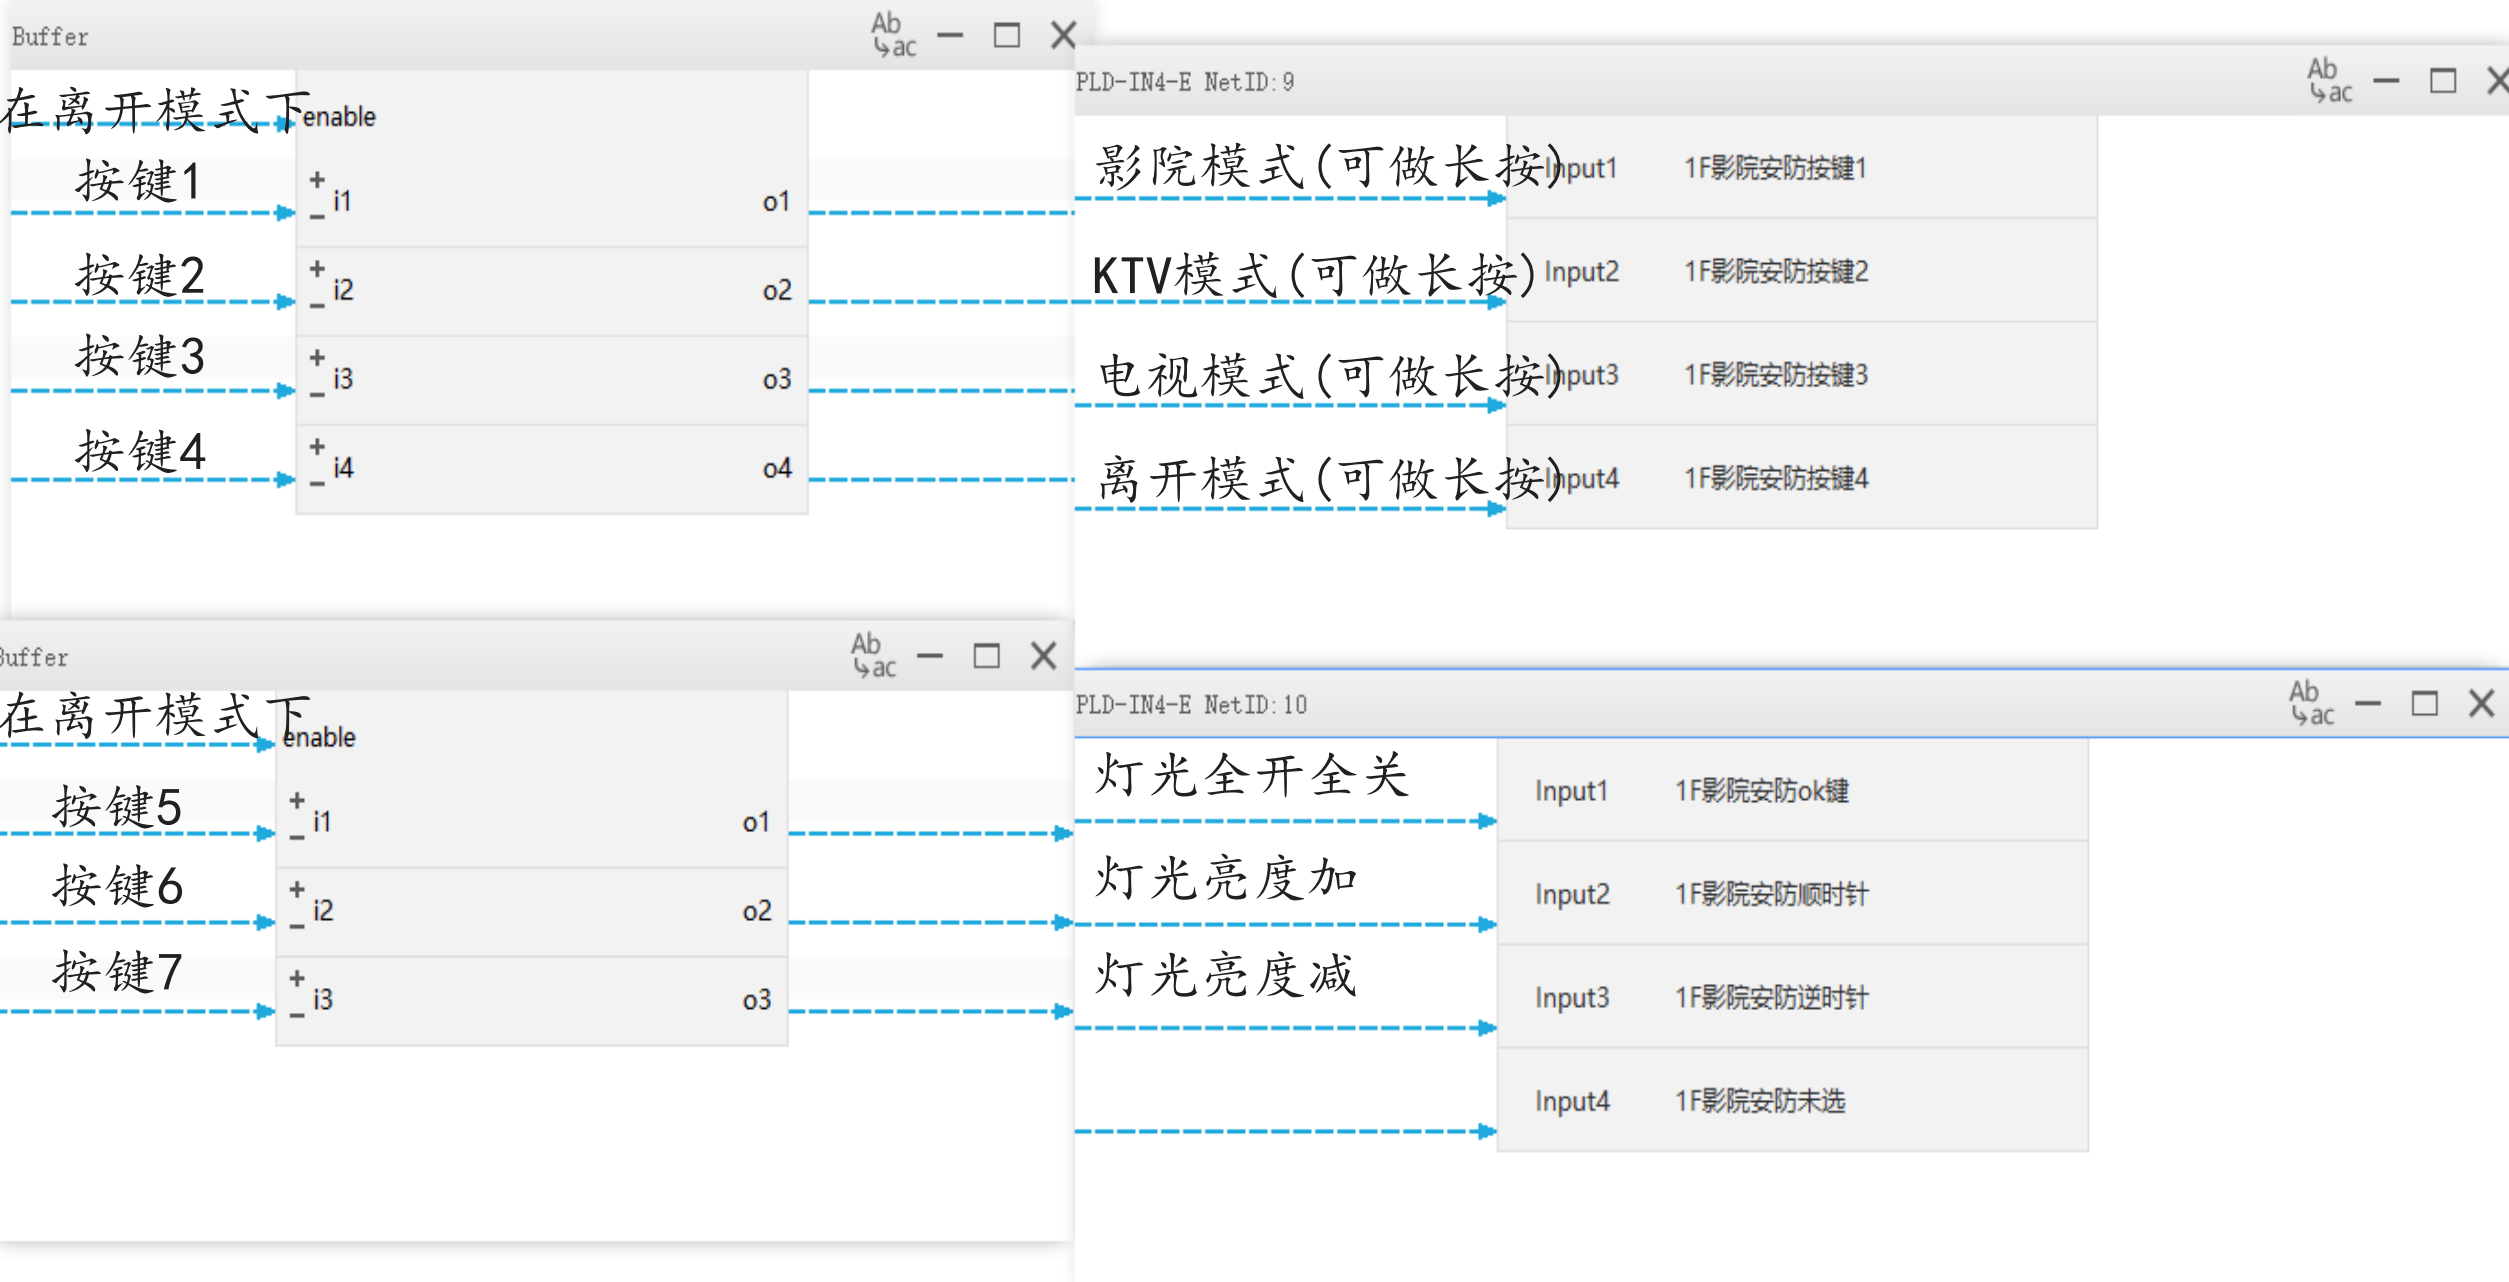 Buffer
Ab
ac
在离开模式下
enable
按键1
+
− i1
o1
按键2
+
− i2
o2
按键3
+
− i3
o3
按键4
+
− i4
o4
PLD-IN4-E NetID:9
Ab
ac
影院模式(可做长按)
Input1 1F影院安防按键1
KTV模式(可做长按)
Input2 1F影院安防按键2
电视模式(可做长按)
Input3 1F影院安防按键3
离开模式(可做长按)
Input4 1F影院安防按键4
Buffer
Ab
ac
在离开模式下
enable
按键5
+
− i1
o1
按键6
+
− i2
o2
按键7
+
− i3
o3
PLD-IN4-E NetID:10
Ab
ac
灯光全开全关
Input1 1F影院安防ok键
灯光亮度加
Input2 1F影院安防顺时针
灯光亮度减
Input3 1F影院安防逆时针
Input4 1F影院安防未选